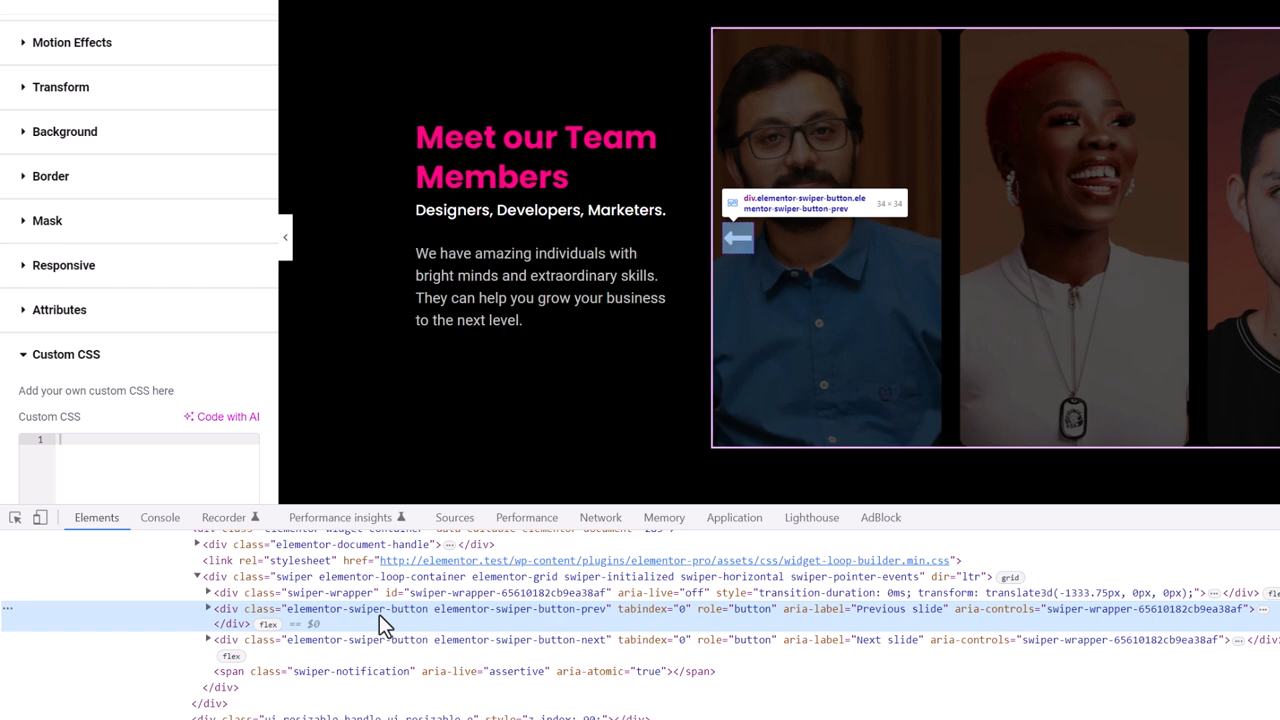 Motion Effects
Transform
Background
Border
Mask
Responsive
Attributes
Custom CSS
Add your own custom CSS here
Custom CSS
Code with AI
1
Meet our Team
Members
Designers, Developers, Marketers.
We have amazing individuals with
bright minds and extraordinary skills.
They can help you grow your business
to the next level.
div.elementor-swiper-button.ele
mentor-swiper-button-prev
34 × 34
Elements Console Recorder Performance insights Sources Performance Network Memory Application Lighthouse AdBlock
<div class="elementor-document-handle"> … </div>
<link rel="stylesheet" href="http://elementor.test/wp-content/plugins/elementor-pro/assets/css/widget-loop-builder.min.css">
<div class="swiper elementor-loop-container elementor-grid swiper-initialized swiper-horizontal swiper-pointer-events" dir="ltr"> grid
<div class="swiper-wrapper" id="swiper-wrapper-65610182cb9ea38af" aria-live="off" style="transition-duration: 0ms; transform: translate3d(-1333.75px, 0px, 0px);"> … </div>
<div class="elementor-swiper-button elementor-swiper-button-prev" tabindex="0" role="button" aria-label="Previous slide" aria-controls="swiper-wrapper-65610182cb9ea38af"> …
</div> flex == $0
<div class="elementor-swiper-button elementor-swiper-button-next" tabindex="0" role="button" aria-label="Next slide" aria-controls="swiper-wrapper-65610182cb9ea38af"> … </div>
flex
<span class="swiper-notification" aria-live="assertive" aria-atomic="true"></span>
</div>
</div>